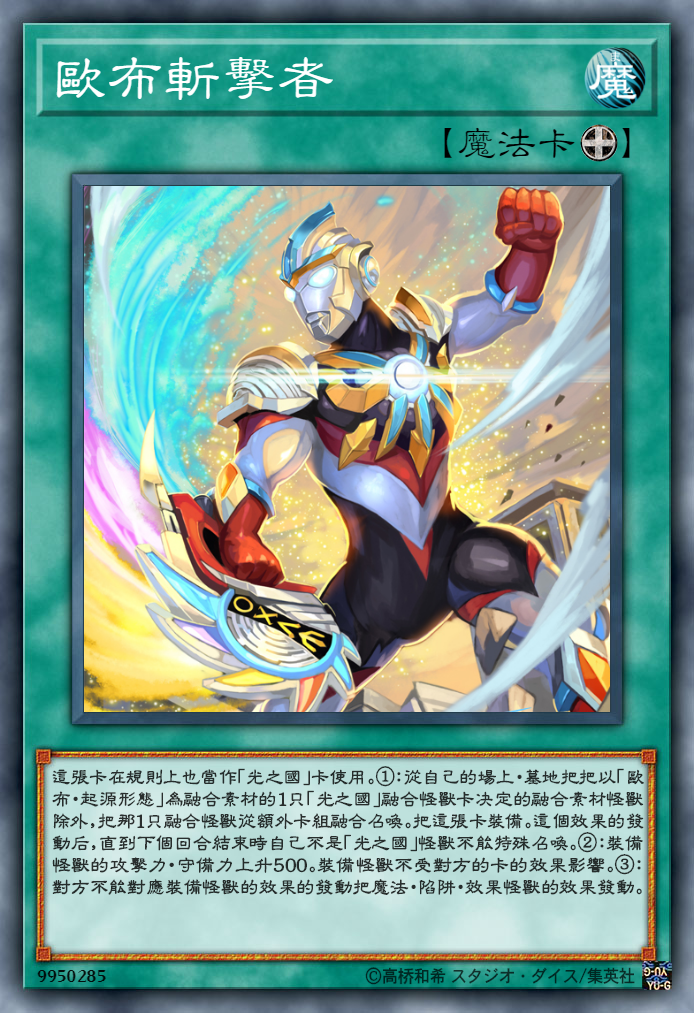 歐布斬擊者
魔
【魔法卡】
OXVE
這張卡在規則上也當作「光之國」卡使用。①:從自己的場上・墓地把把以「歐
布・起源形態」為融合素材的1只「光之國」融合怪獸卡決定的融合素材怪獸
除外,把那1只融合怪獸從額外卡組融合召喚。把這張卡裝備。這個效果的發
動后,直到下個回合結束時自己不是「光之國」怪獸不能特殊召喚。②:裝備
怪獸的攻擊力・守備力上升500。裝備怪獸不受對方的卡的效果影響。③:
對方不能對應裝備怪獸的效果的發動把魔法・陷阱・效果怪獸的效果發動。
9950285
©高桥和希 スタジオ・ダイス/集英社
YU-G